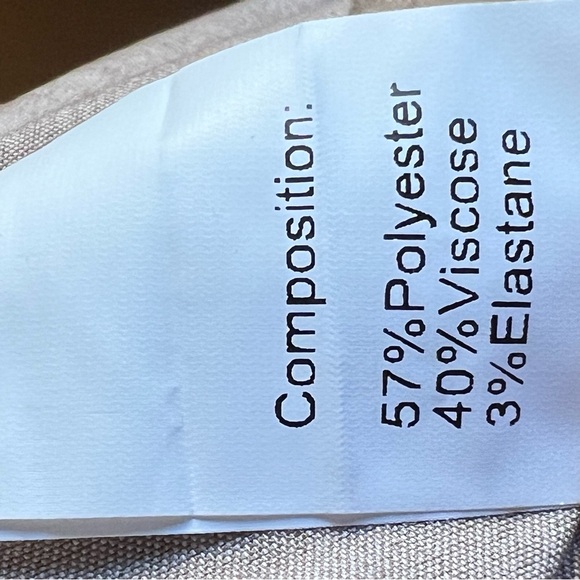 Composition:
57%Polyester
40%Viscose
3%Elastane